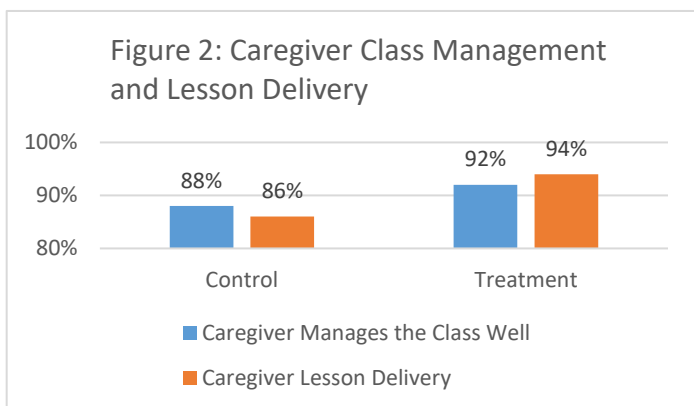 Figure 2: Caregiver Class Management
and Lesson Delivery
100%
90%
80%
88%
86%
92%
94%
Control
Treatment
Caregiver Manages the Class Well
Caregiver Lesson Delivery